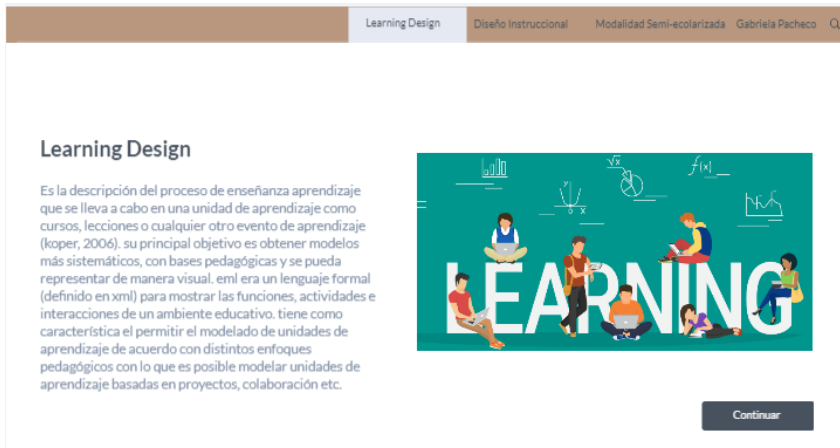 Learning Design
Diseño Instruccional
Modalidad Semi-ecolarizada
Gabriela Pacheco
Learning Design
Es la descripción del proceso de enseñanza aprendizaje
que se lleva a cabo en una unidad de aprendizaje como
cursos, lecciones o cualquier otro evento de aprendizaje
(koper, 2006). su principal objetivo es obtener modelos
más sistemáticos, con bases pedagógicas y se pueda
representar de manera visual. eml era un lenguaje formal
(definido en xml) para mostrar las funciones, actividades e
interacciones de un ambiente educativo. tiene como
característica el permitir el modelado de unidades de
aprendizaje de acuerdo con distintos enfoques
pedagógicos con lo que es posible modelar unidades de
aprendizaje basadas en proyectos, colaboración etc.
y
x
0
√x
f(x)
LEARNING
Continuar